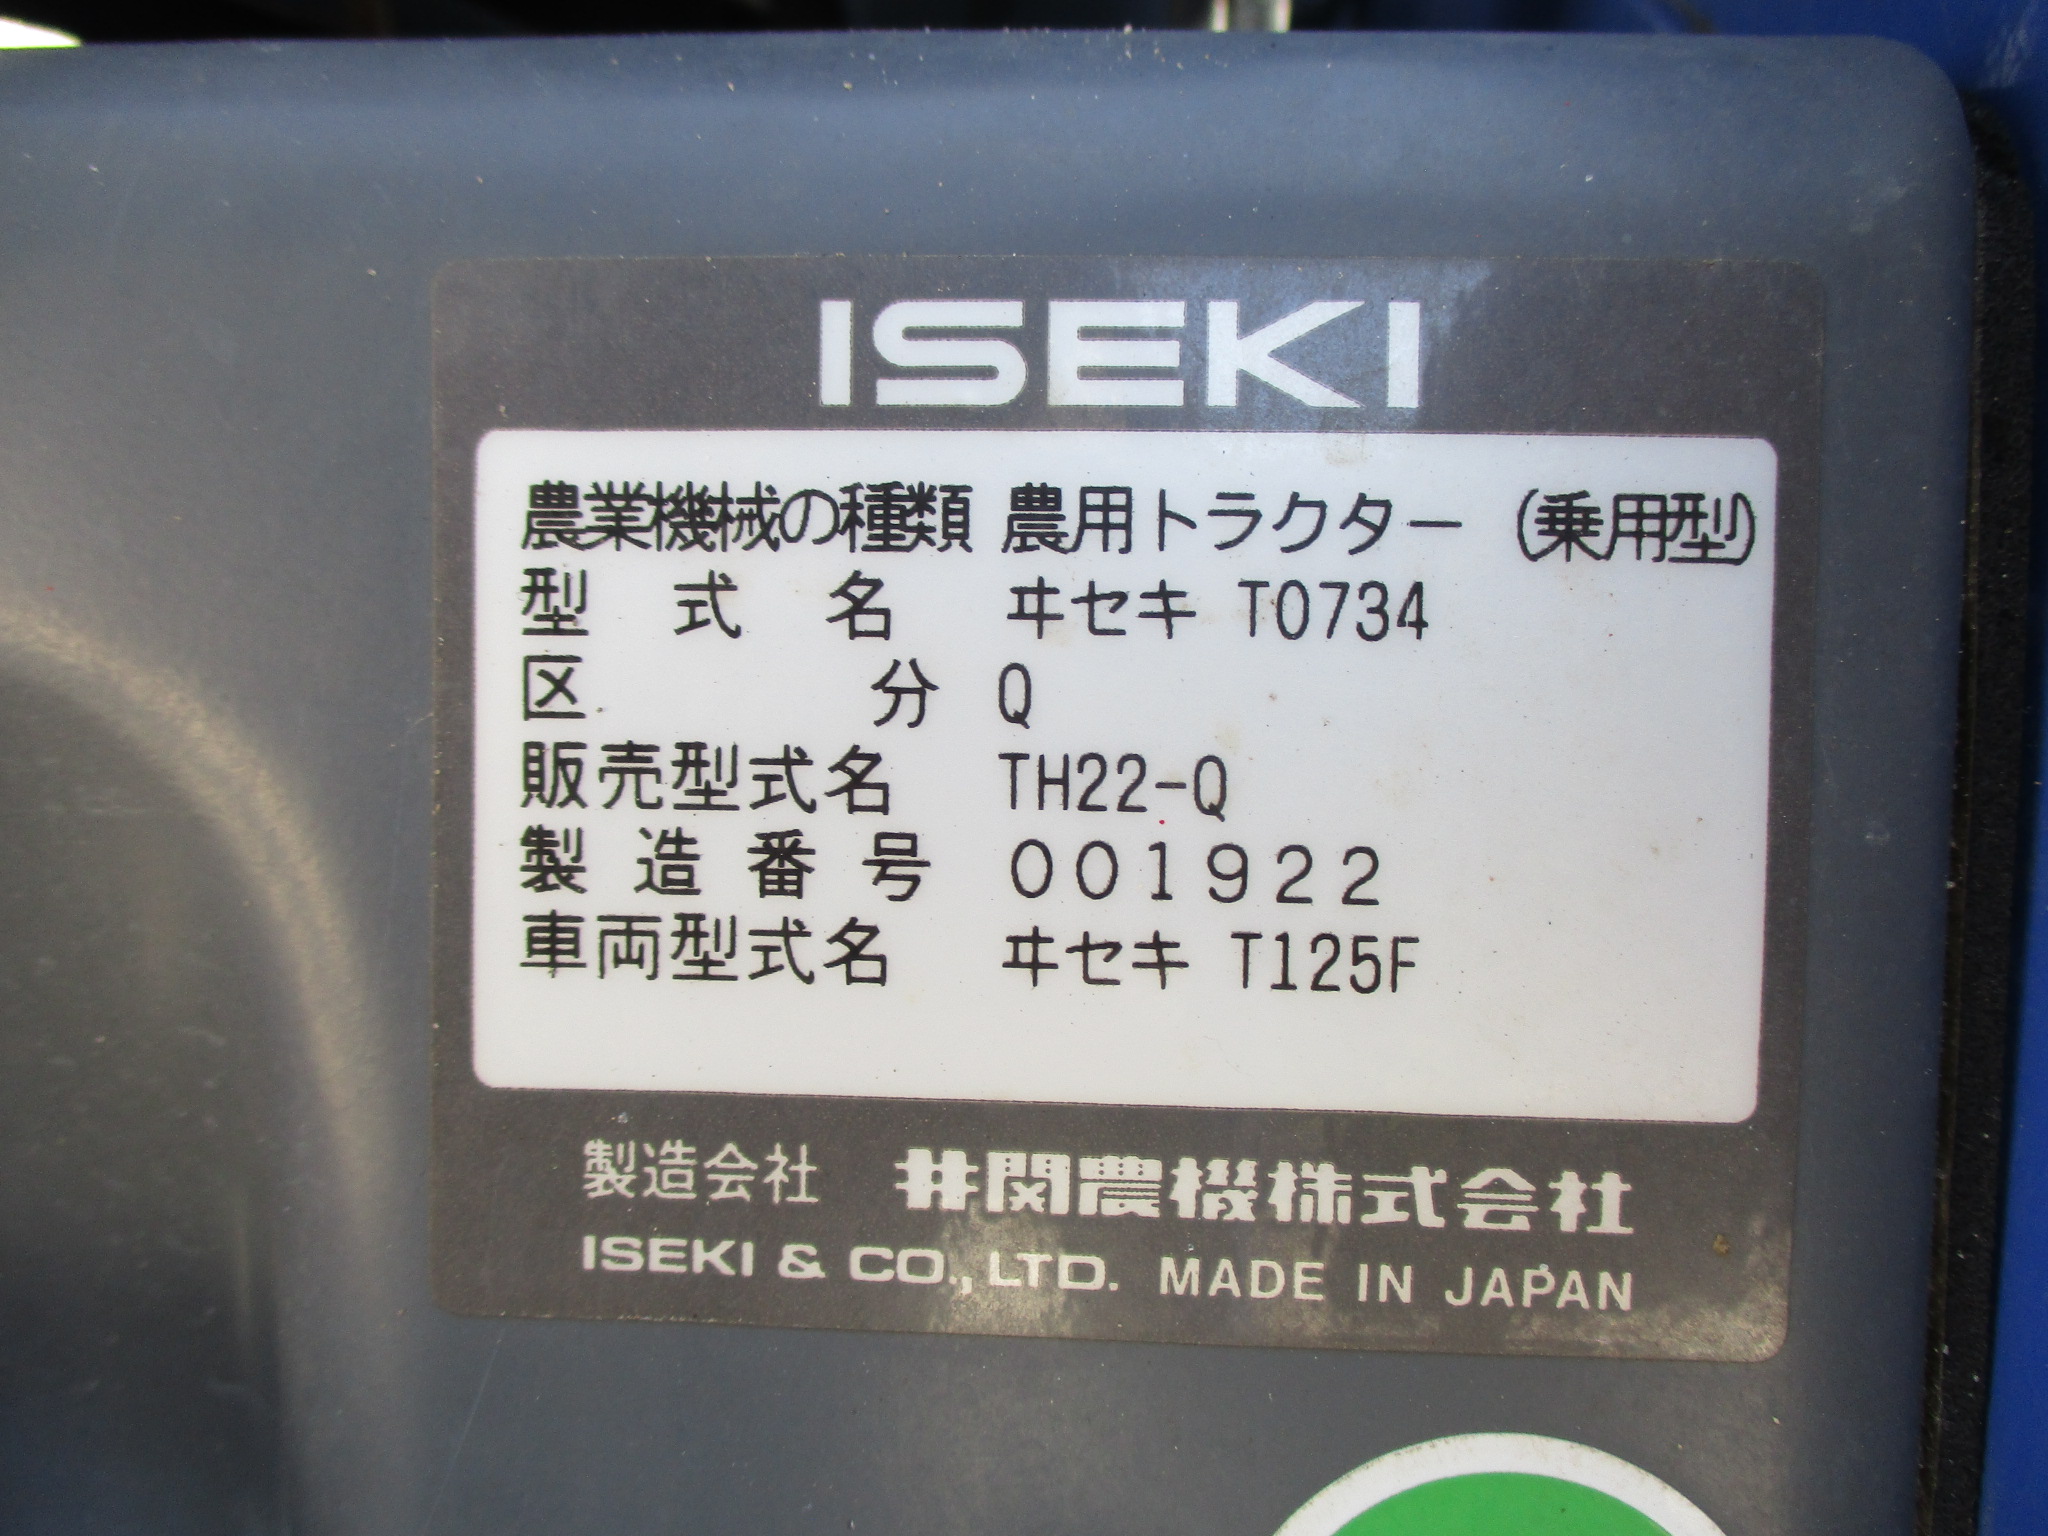 ISEKI
農業機械の種類 農用トラクター (乗用型)
型式名 ヰセキ T0734
区分 Q
販売型式名 TH22-Q
製造番号 001922
車両型式名 ヰセキ T125F
製造会社 井関農機株式会社
ISEKI & CO., LTD. MADE IN JAPAN